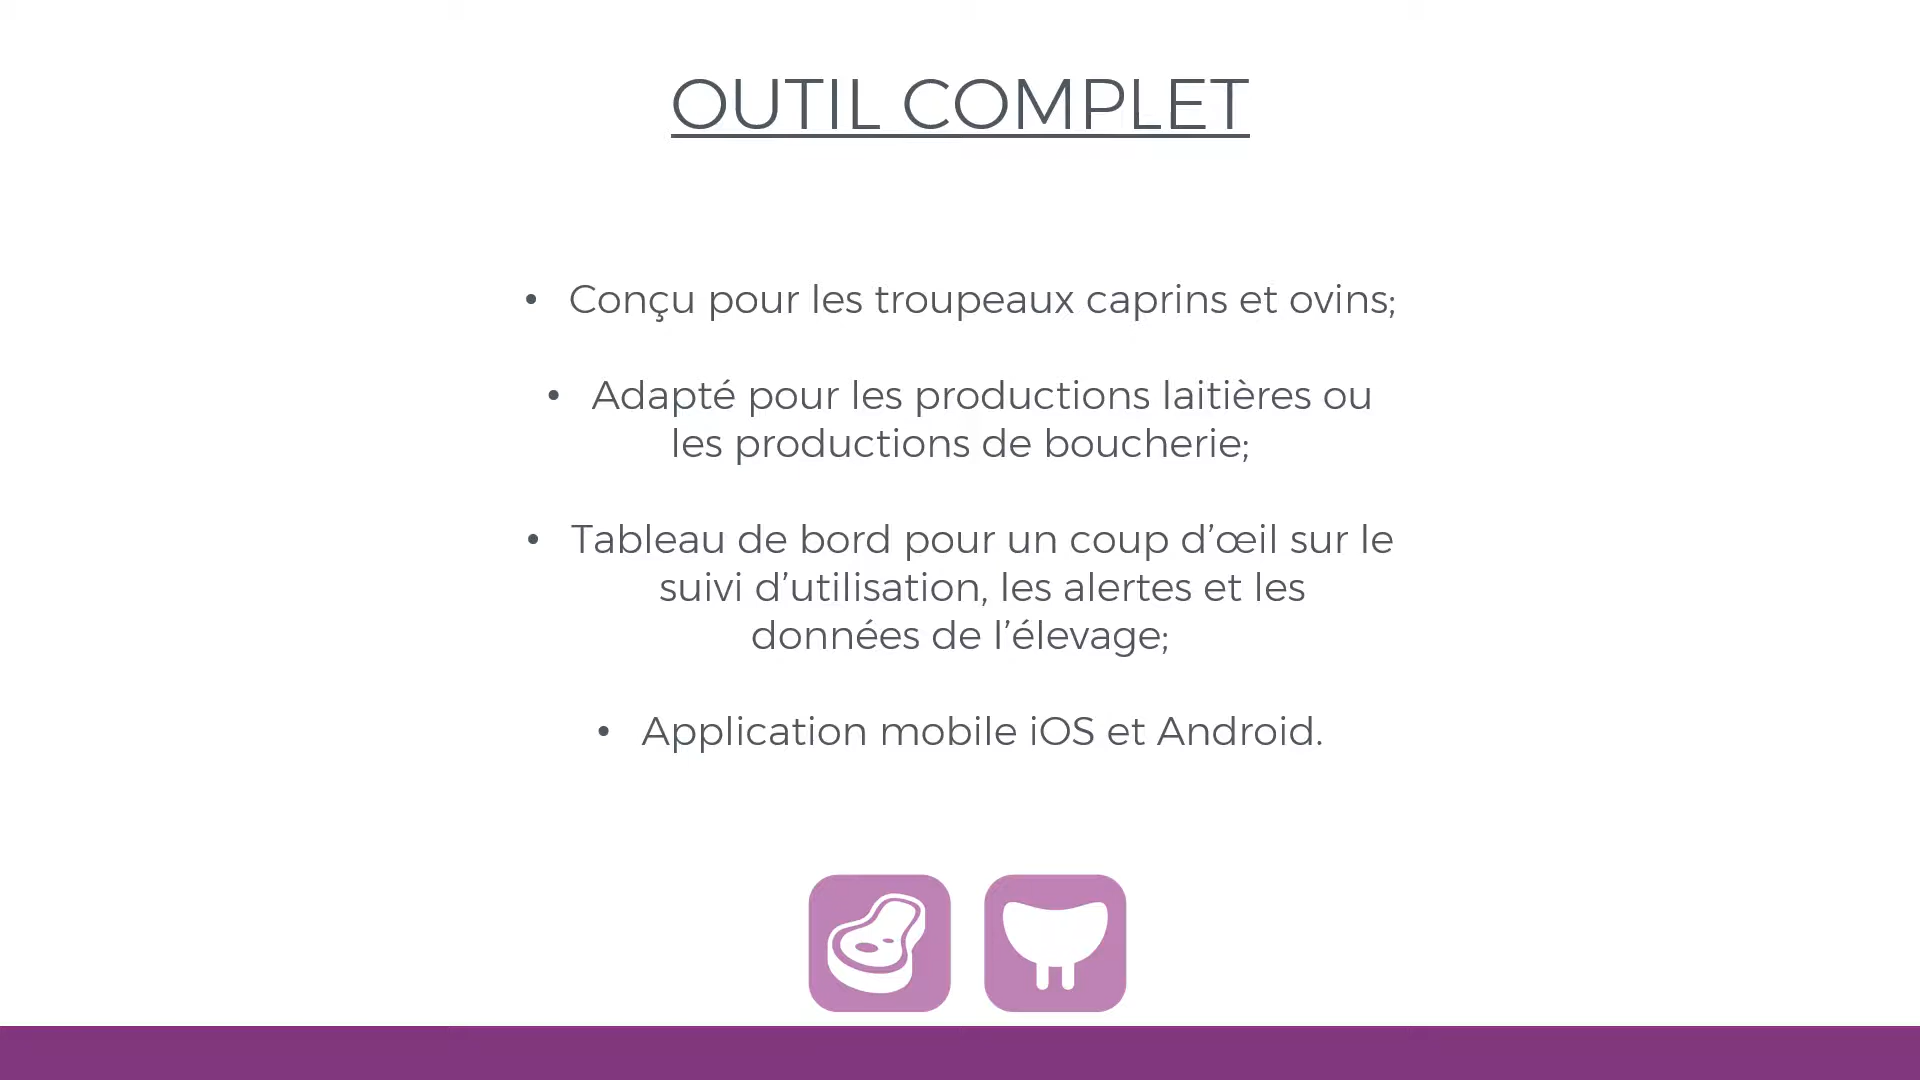 OUTIL COMPLET
• Conçu pour les troupeaux caprins et ovins;
• Adapté pour les productions laitières ou
les productions de boucherie;
• Tableau de bord pour un coup d’œil sur le
suivi d’utilisation, les alertes et les
données de l’élevage;
• Application mobile iOS et Android.